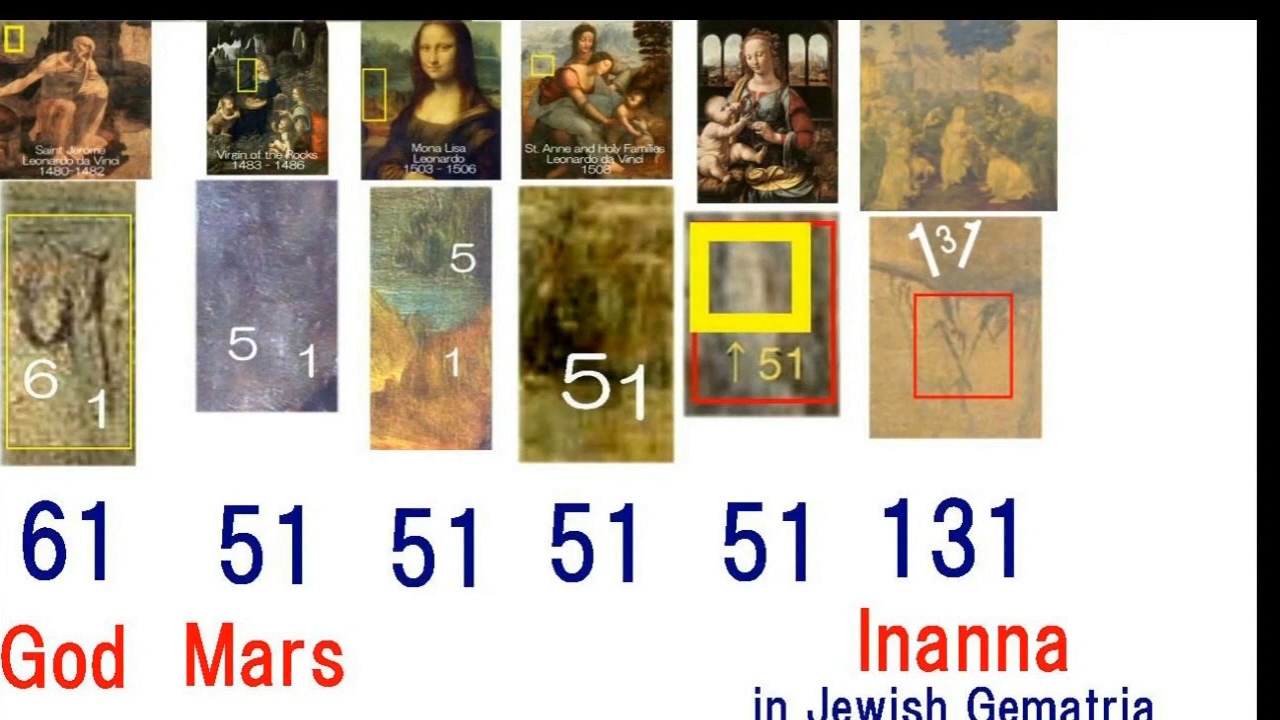 Saint Jerome
Leonardo da Vinci
1480-1482
Virgin of the Rocks
1483 - 1486
Mona Lisa
Leonardo
1503 - 1506
St. Anne and Holy Families
Leonardo da Vinci
1508
6 1
5 1
5
1
51
↑ 51
131
61 51 51 51 51 131
God Mars Inanna
in Jewish Gematria